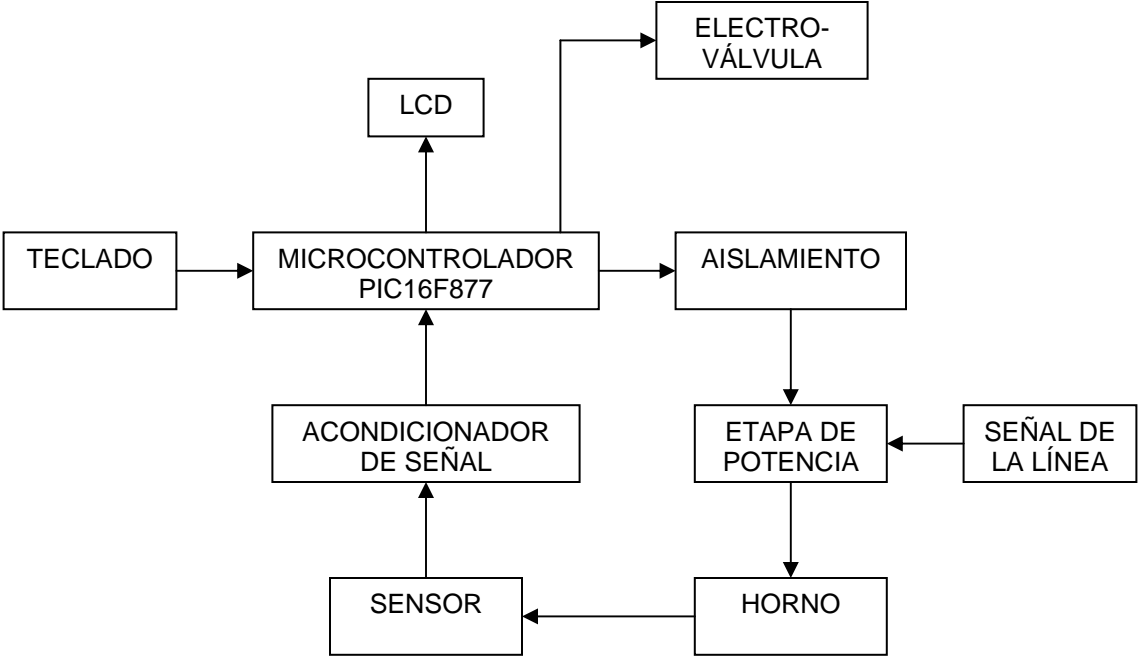 ELECTRO-
VÁLVULA
LCD
TECLADO
MICROCONTROLADOR
PIC16F877
AISLAMIENTO
ACONDICIONADOR
DE SEÑAL
ETAPA DE
POTENCIA
SEÑAL DE
LA LÍNEA
SENSOR
HORNO